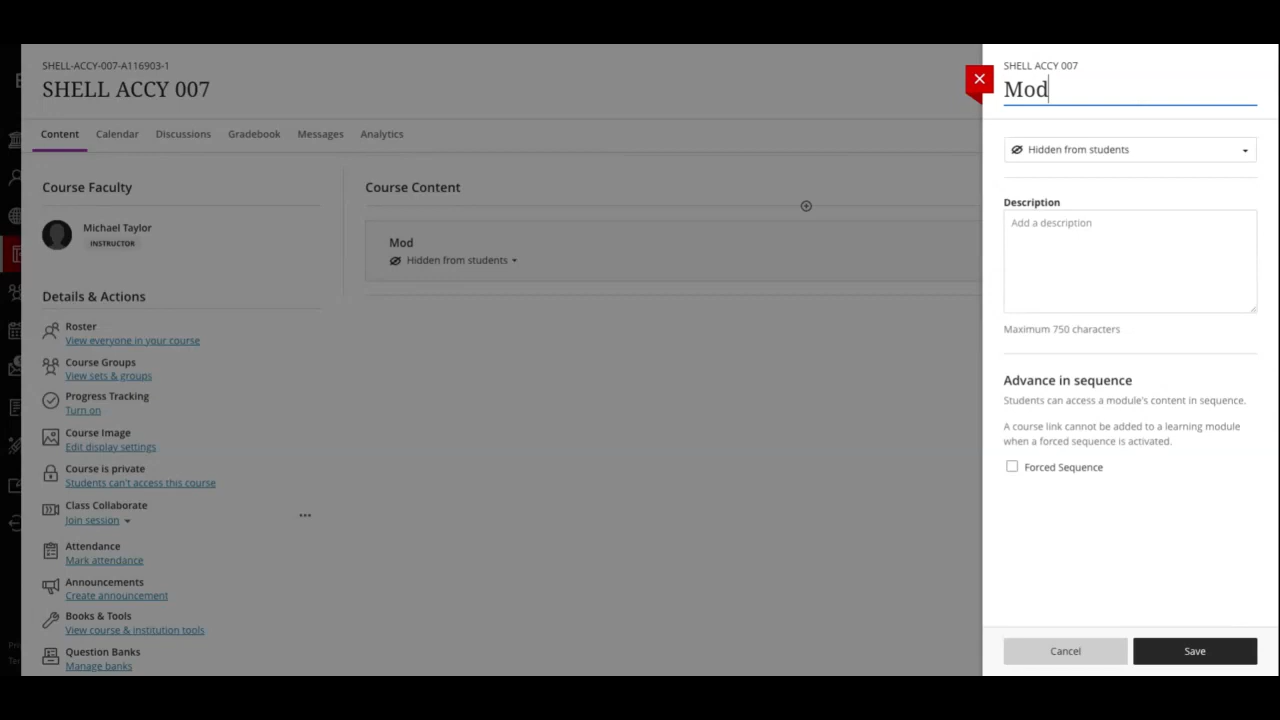 SHELL-ACCY-007-A116903-1
SHELL ACCY 007
Content Calendar Discussions Gradebook Messages Analytics
Course Faculty
Michael Taylor
INSTRUCTOR
Details & Actions
Roster
View everyone in your course
Course Groups
View sets & groups
Progress Tracking
Turn on
Course Image
Edit display settings
Course is private
Students can't access this course
Class Collaborate
Join session
Attendance
Mark attendance
Announcements
Create announcement
Books & Tools
View course & institution tools
Question Banks
Manage banks
Course Content
Mod
Hidden from students
SHELL ACCY 007
Mod
Hidden from students
Description
Add a description
Maximum 750 characters
Advance in sequence
Students can access a module's content in sequence.
A course link cannot be added to a learning module
when a forced sequence is activated.
Forced Sequence
Cancel Save